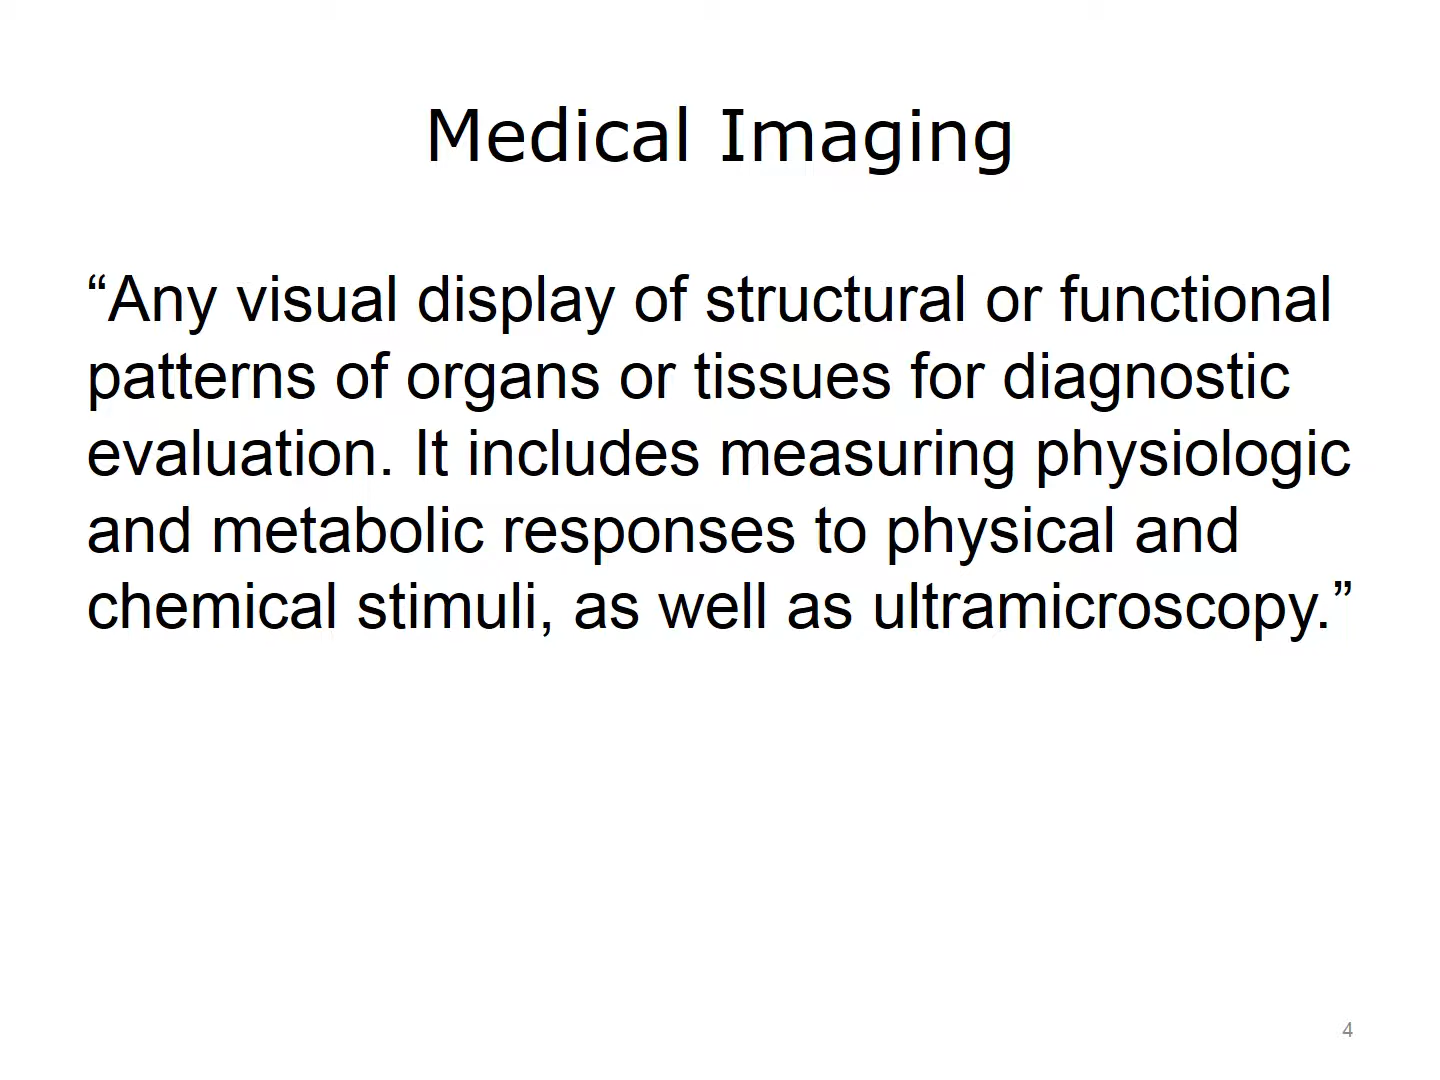 Medical Imaging
“Any visual display of structural or functional
patterns of organs or tissues for diagnostic
evaluation. It includes measuring physiologic
and metabolic responses to physical and
chemical stimuli, as well as ultramicroscopy.”
4